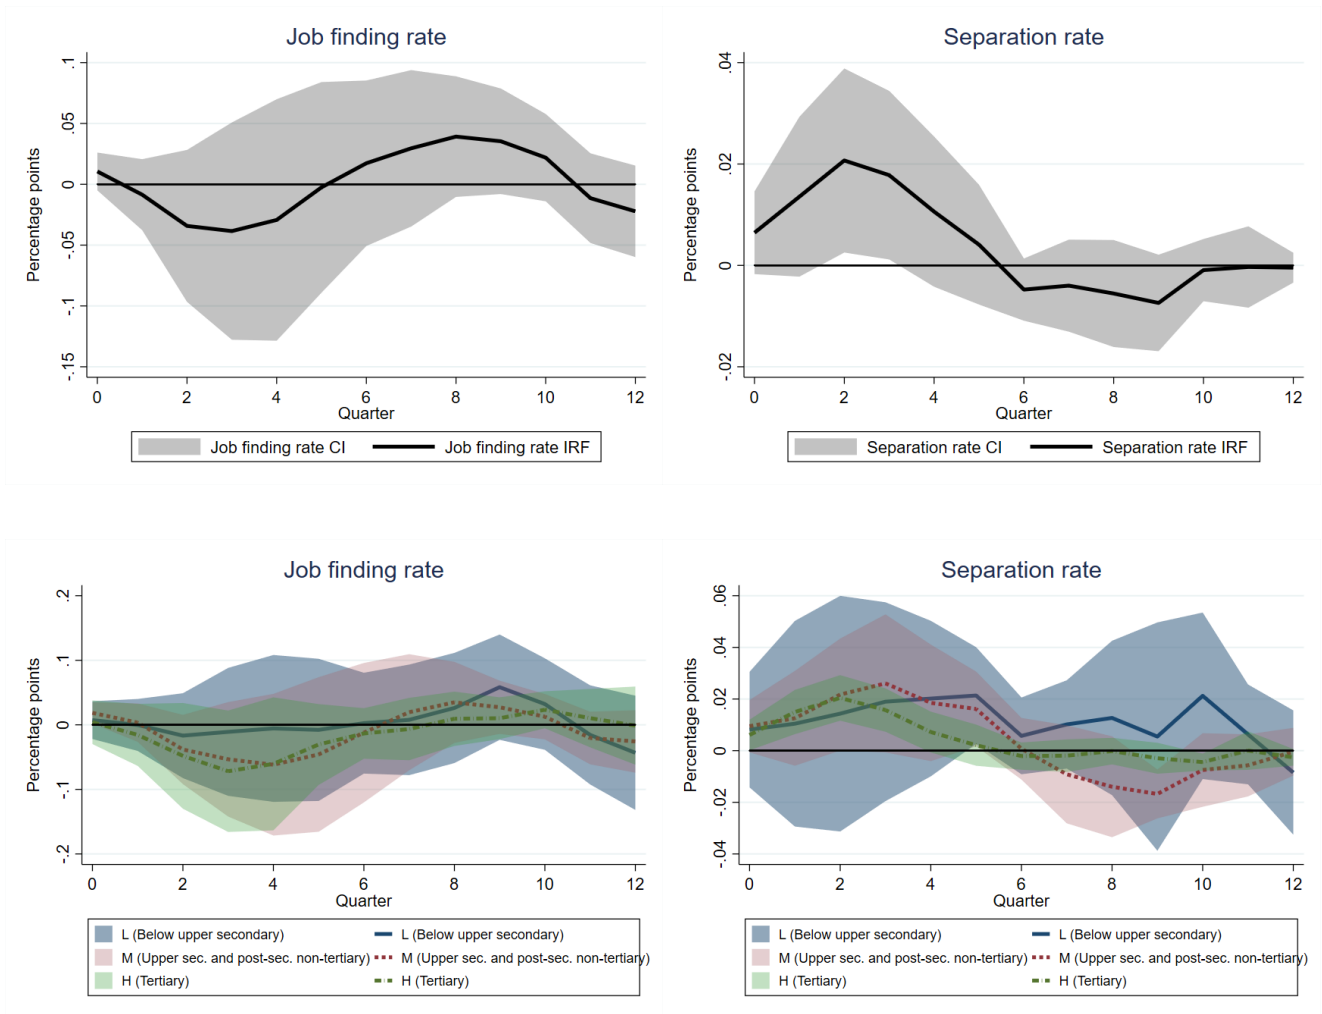 Job finding rate
Percentage points
.1
.05
0
-.05
-.1
-.15
0 2 4 6 8 10 12
Quarter
Job finding rate CI Job finding rate IRF
Separation rate
Percentage points
.04
.02
0
-.02
0 2 4 6 8 10 12
Quarter
Separation rate CI Separation rate IRF
Job finding rate
Percentage points
.2
.1
0
-.1
-.2
0 2 4 6 8 10 12
Quarter
L (Below upper secondary) L (Below upper secondary)
M (Upper sec. and post-sec. non-tertiary) M (Upper sec. and post-sec. non-tertiary)
H (Tertiary) H (Tertiary)
Separation rate
Percentage points
.06
.04
.02
0
-.02
-.04
0 2 4 6 8 10 12
Quarter
L (Below upper secondary) L (Below upper secondary)
M (Upper sec. and post-sec. non-tertiary) M (Upper sec. and post-sec. non-tertiary)
H (Tertiary) H (Tertiary)